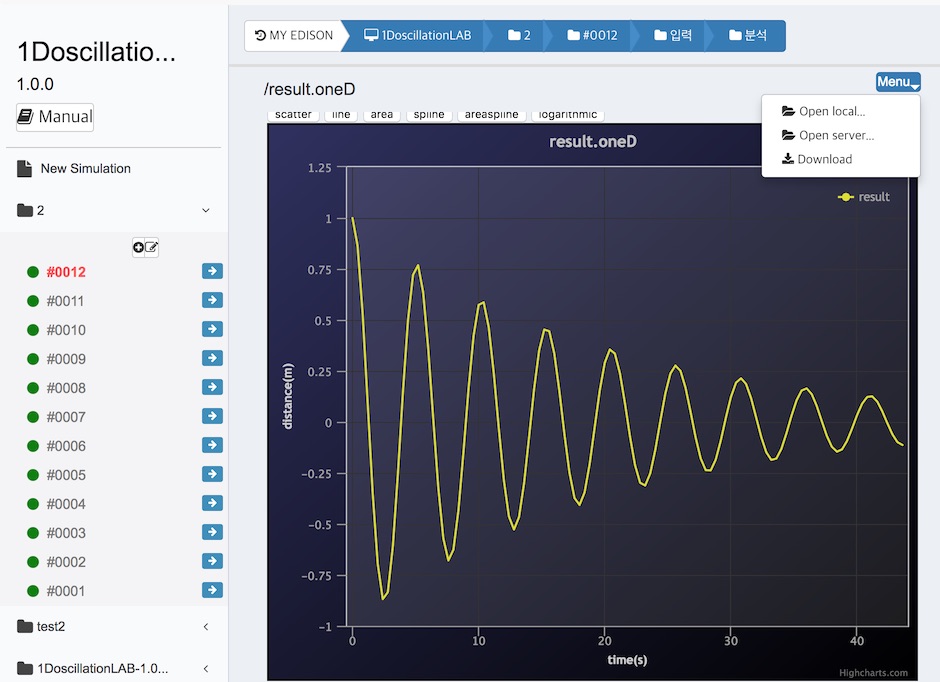 1Doscillatio...
1.0.0
Manual
New Simulation
2
#0012
#0011
#0010
#0009
#0008
#0007
#0006
#0005
#0004
#0003
#0002
#0001
test2
1DoscillationLAB-1.0...
MY EDISON 1DoscillationLAB 2 #0012 입력 분석
/result.oneD
Menu
Open local...
Open server...
Download
scatter line area spline areaspline logarithmic
result.oneD
result
distance(m)
1.25
1
0.75
0.5
0.25
0
-0.25
-0.5
-0.75
-1
0 10 20 30 40
time(s)
Highcharts.com